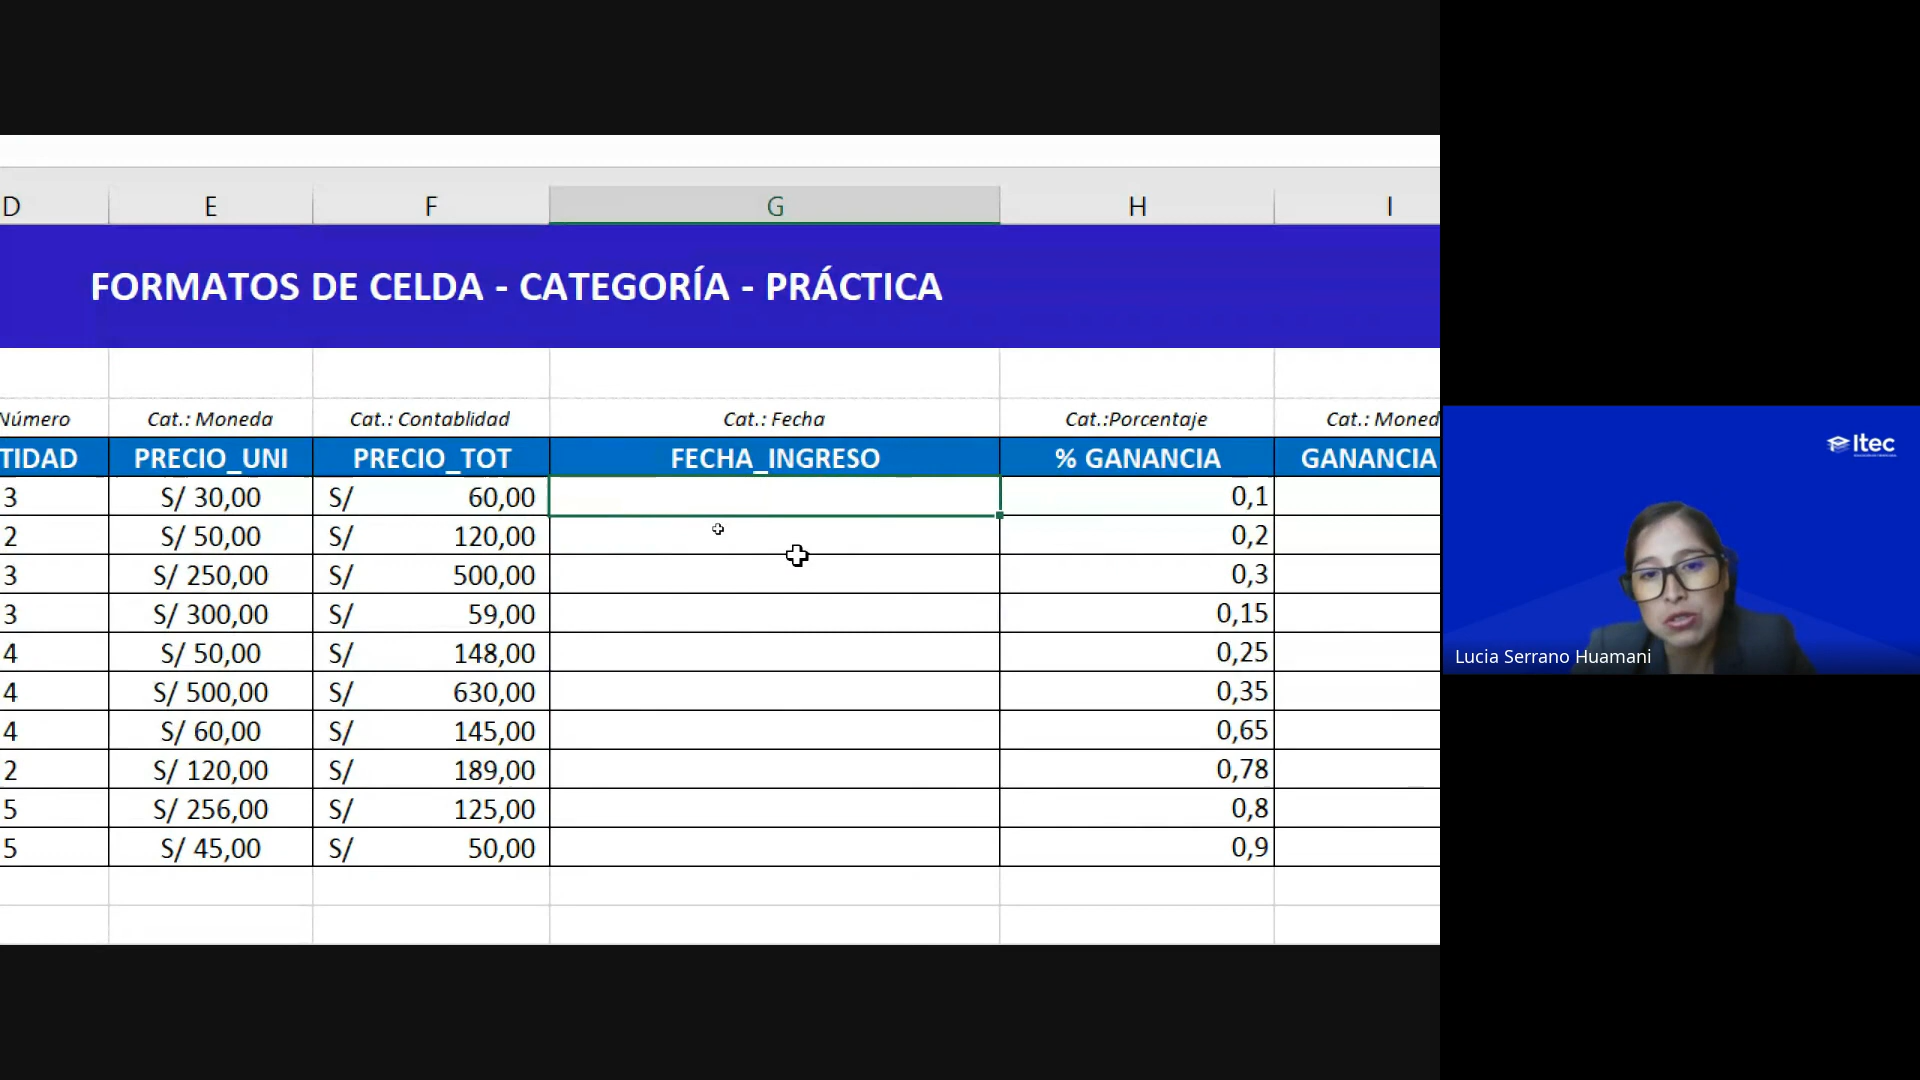 D E F G H I
FORMATOS DE CELDA - CATEGORÍA - PRÁCTICA
Número Cat.: Moneda Cat.: Contablidad Cat.: Fecha Cat.:Porcentaje Cat.: Moned
TIDAD PRECIO_UNI PRECIO_TOT FECHA_INGRESO % GANANCIA GANANCIA
3 S/ 30,00 S/ 60,00 0,1
2 S/ 50,00 S/ 120,00 0,2
3 S/ 250,00 S/ 500,00 0,3
3 S/ 300,00 S/ 59,00 0,15
4 S/ 50,00 S/ 148,00 0,25
4 S/ 500,00 S/ 630,00 0,35
4 S/ 60,00 S/ 145,00 0,65
2 S/ 120,00 S/ 189,00 0,78
5 S/ 256,00 S/ 125,00 0,8
5 S/ 45,00 S/ 50,00 0,9
Itec
Lucia Serrano Huamani